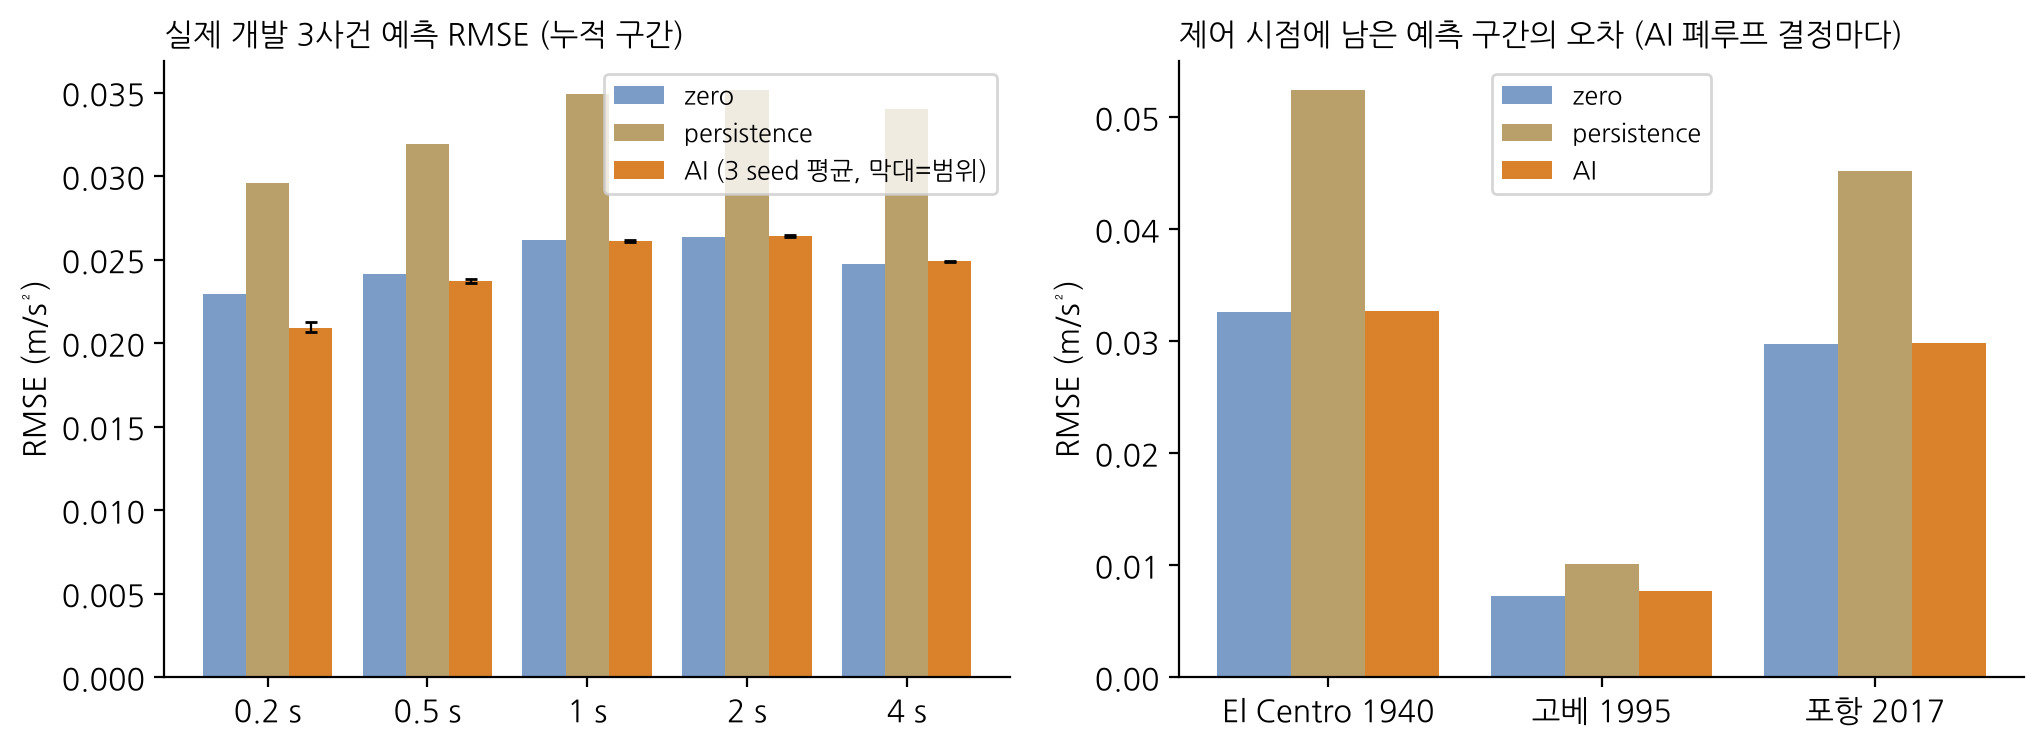 실제 개발 3사건 예측 RMSE (누적 구간)
RMSE (m/s²)
0.035
0.030
0.025
0.020
0.015
0.010
0.005
0.000
zero
persistence
AI (3 seed 평균, 막대=범위)
0.2 s
0.5 s
1 s
2 s
4 s
제어 시점에 남은 예측 구간의 오차 (AI 폐루프 결정마다)
RMSE (m/s²)
0.05
0.04
0.03
0.02
0.01
0.00
zero
persistence
AI
El Centro 1940
고베 1995
포항 2017